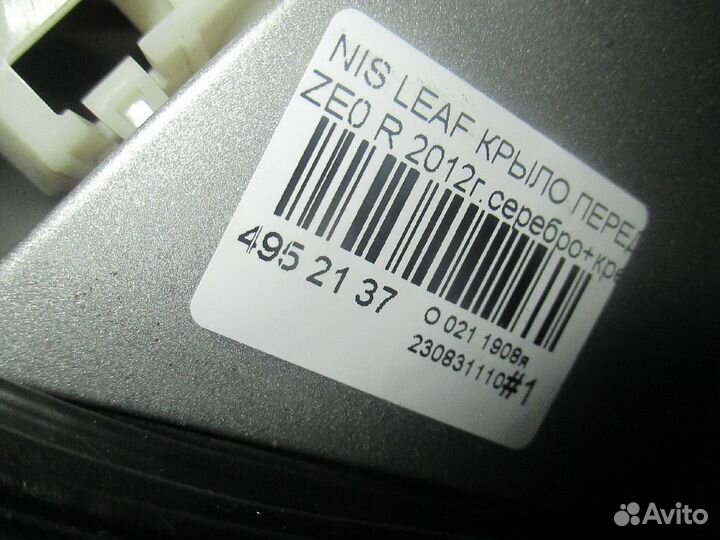 NIS LEAF КРЫЛО ПЕРЕД
ZE0 R 2012г.серебро+кре
495 21 37
О 021 1908я
230831110#1
Avito